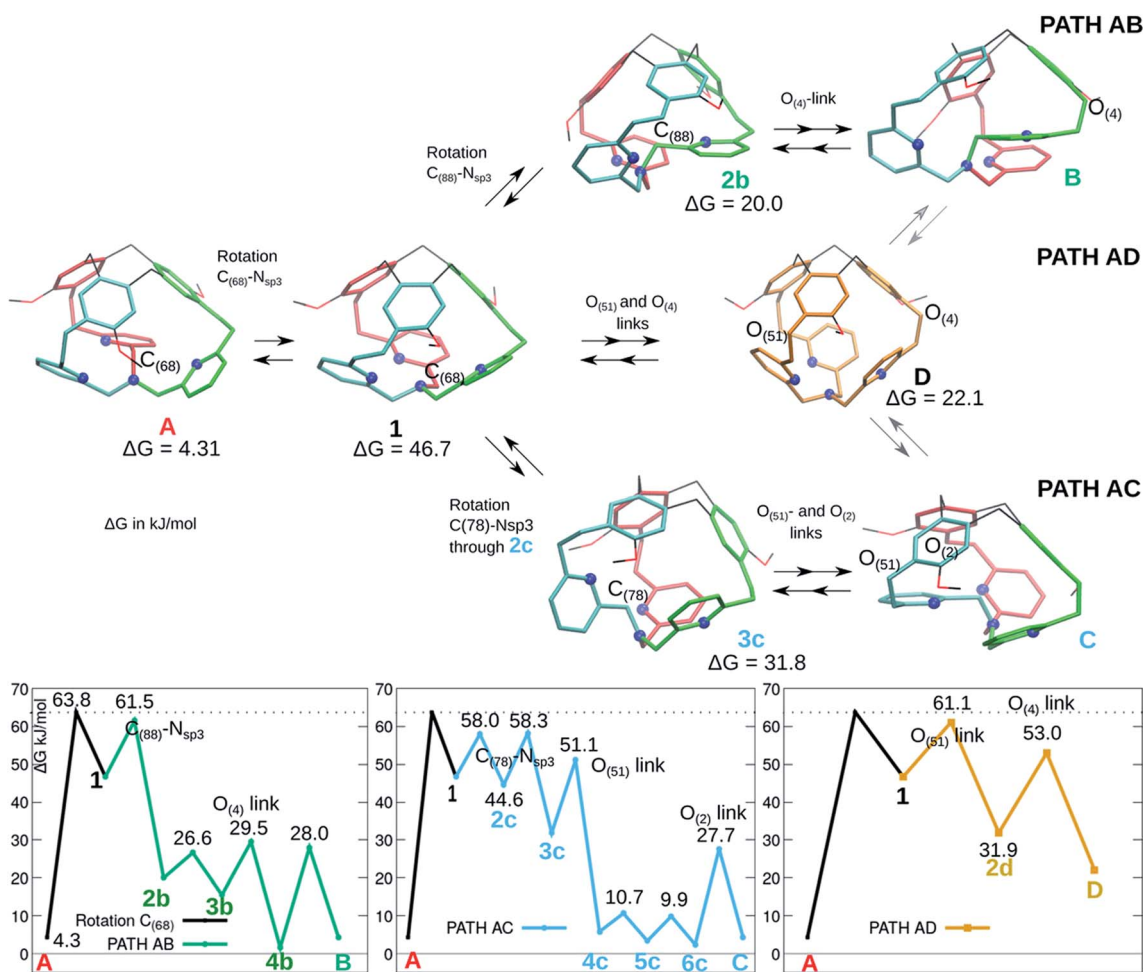 PATH AB
O(4)-link
C(88)
O(4)
Rotation
C(88)-Nsp3
2b
ΔG = 20.0
B
Rotation
C(68)-Nsp3
PATH AD
O(51) and O(4)
links
O(51)
O(4)
C(68)
C(68)
A
ΔG = 4.31
1
ΔG = 46.7
D
ΔG = 22.1
PATH AC
Rotation
C(78)-Nsp3
through 2c
O(51)- and O(2)
links
O(2)
O(51)
ΔG in kJ/mol
C(78)
3c
ΔG = 31.8
C
70
60
50
40
30
20
10
0
ΔG kJ/mol
63.8
61.5
C(88)-Nsp3
1
O(4) link
26.6
29.5
28.0
2b
3b
Rotation C(68)
PATH AB
4.3
A
4b
B
70
60
50
40
30
20
10
0
58.0
58.3
C(78)-Nsp3
51.1
O(51) link
1
44.6
2c
3c
O(2) link
27.7
10.7
9.9
PATH AC
A
4c
5c
6c
C
70
60
50
40
30
20
10
0
61.1
O(4) link
O(51) link
53.0
1
31.9
2d
D
PATH AD
A